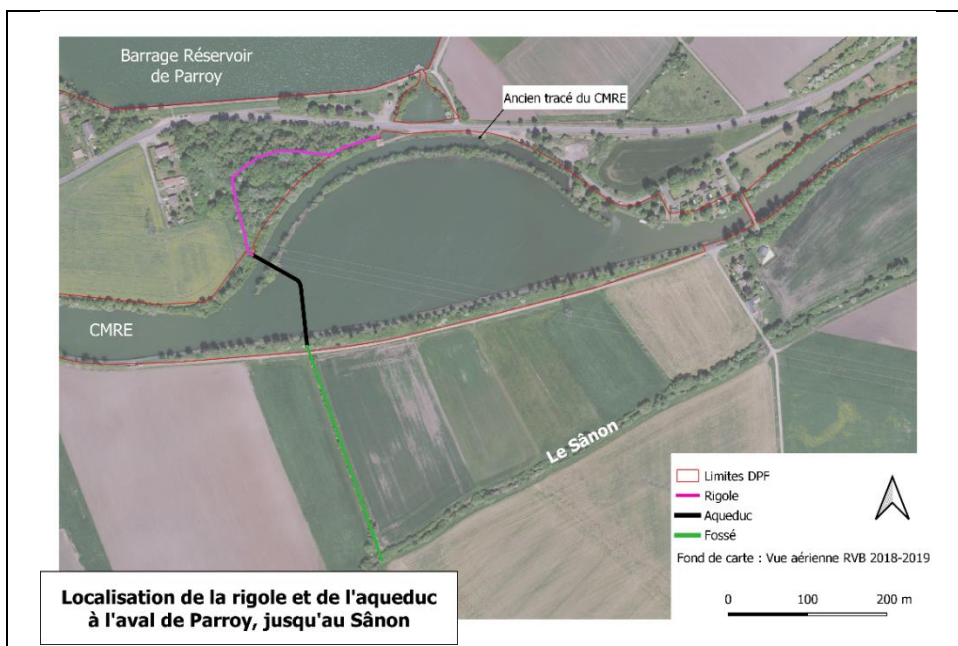 Barrage Réservoir
de Parroy
Ancien tracé du CMRE
CMRE
Le Sânon
Limites DPF
Rigole
Aqueduc
Fossé
Fond de carte : Vue aérienne RVB 2018-2019
Localisation de la rigole et de l'aqueduc
à l'aval de Parroy, jusqu'au Sânon
0 100 200 m